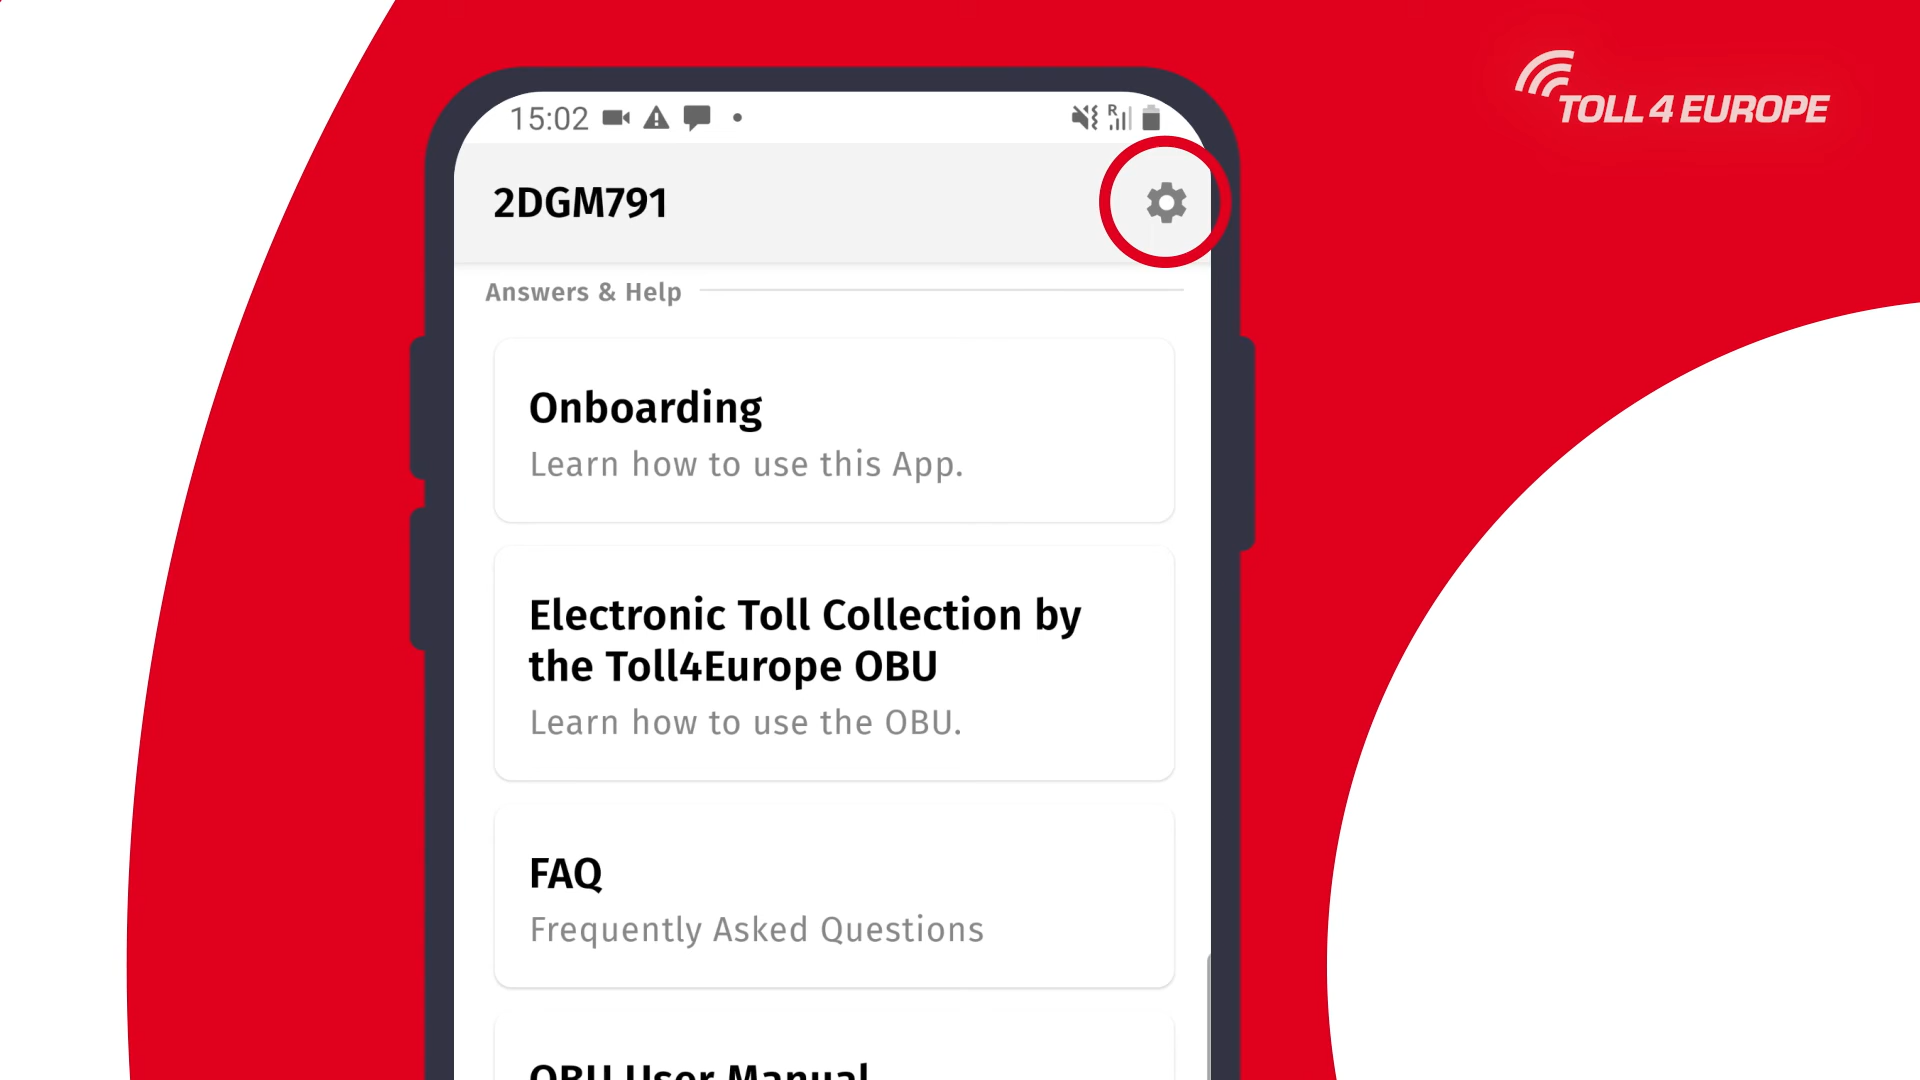 TOLL 4 EUROPE
15:02
R
2DGM791
Answers & Help
Onboarding
Learn how to use this App.
Electronic Toll Collection by
the Toll4Europe OBU
Learn how to use the OBU.
FAQ
Frequently Asked Questions
OBU User Manual